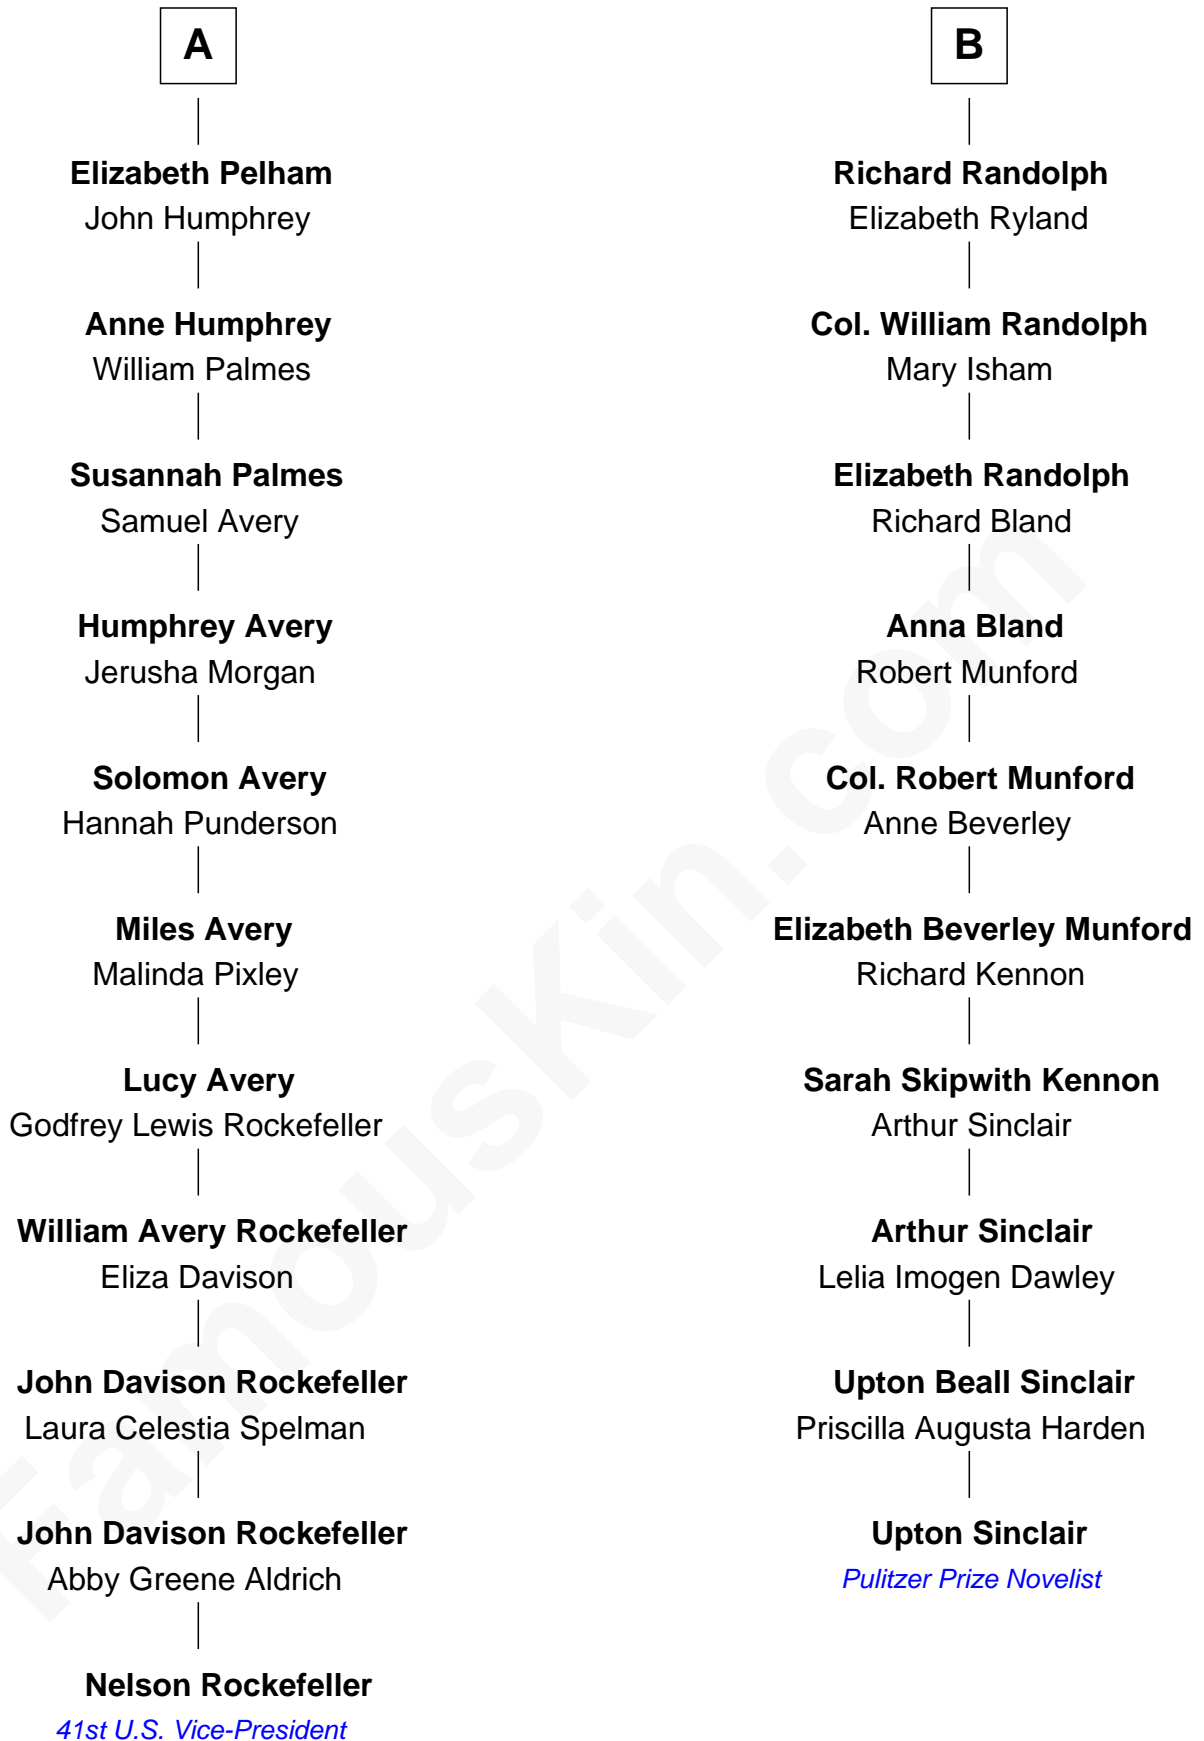 A
Elizabeth Pelham
John Humphrey
Anne Humphrey
William Palmes
Susannah Palmes
Samuel Avery
Humphrey Avery
Jerusha Morgan
Solomon Avery
Hannah Punderson
Miles Avery
Malinda Pixley
Lucy Avery
Godfrey Lewis Rockefeller
William Avery Rockefeller
Eliza Davison
John Davison Rockefeller
Laura Celestia Spelman
John Davison Rockefeller
Abby Greene Aldrich
Nelson Rockefeller
41st U.S. Vice-President
B
Richard Randolph
Elizabeth Ryland
Col. William Randolph
Mary Isham
Elizabeth Randolph
Richard Bland
Anna Bland
Robert Munford
Col. Robert Munford
Anne Beverley
Elizabeth Beverley Munford
Richard Kennon
Sarah Skipwith Kennon
Arthur Sinclair
Arthur Sinclair
Lelia Imogen Dawley
Upton Beall Sinclair
Priscilla Augusta Harden
Upton Sinclair
Pulitzer Prize Novelist
FamousKin.com